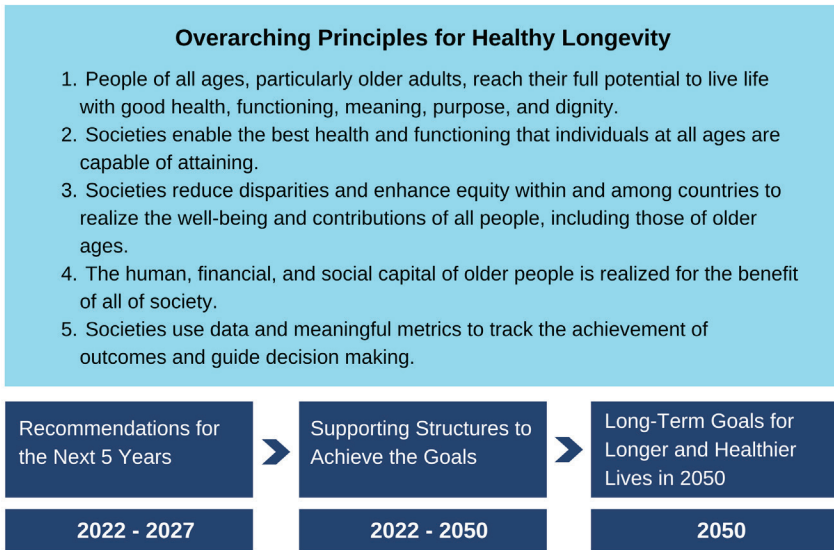 Overarching Principles for Healthy Longevity
1. People of all ages, particularly older adults, reach their full potential to live life
with good health, functioning, meaning, purpose, and dignity.
2. Societies enable the best health and functioning that individuals at all ages are
capable of attaining.
3. Societies reduce disparities and enhance equity within and among countries to
realize the well-being and contributions of all people, including those of older
ages.
4. The human, financial, and social capital of older people is realized for the benefit
of all of society.
5. Societies use data and meaningful metrics to track the achievement of
outcomes and guide decision making.
Recommendations for
the Next 5 Years
Supporting Structures to
Achieve the Goals
Long-Term Goals for
Longer and Healthier
Lives in 2050
2022 - 2027
2022 - 2050
2050